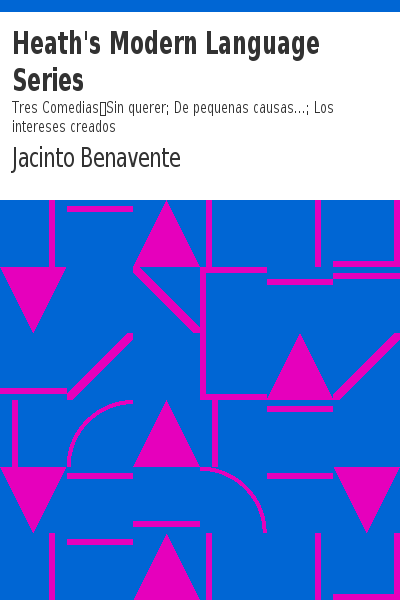 Heath's Modern Language
Series
Tres Comedias▯Sin querer; De pequenas causas...; Los
intereses creados
Jacinto Benavente